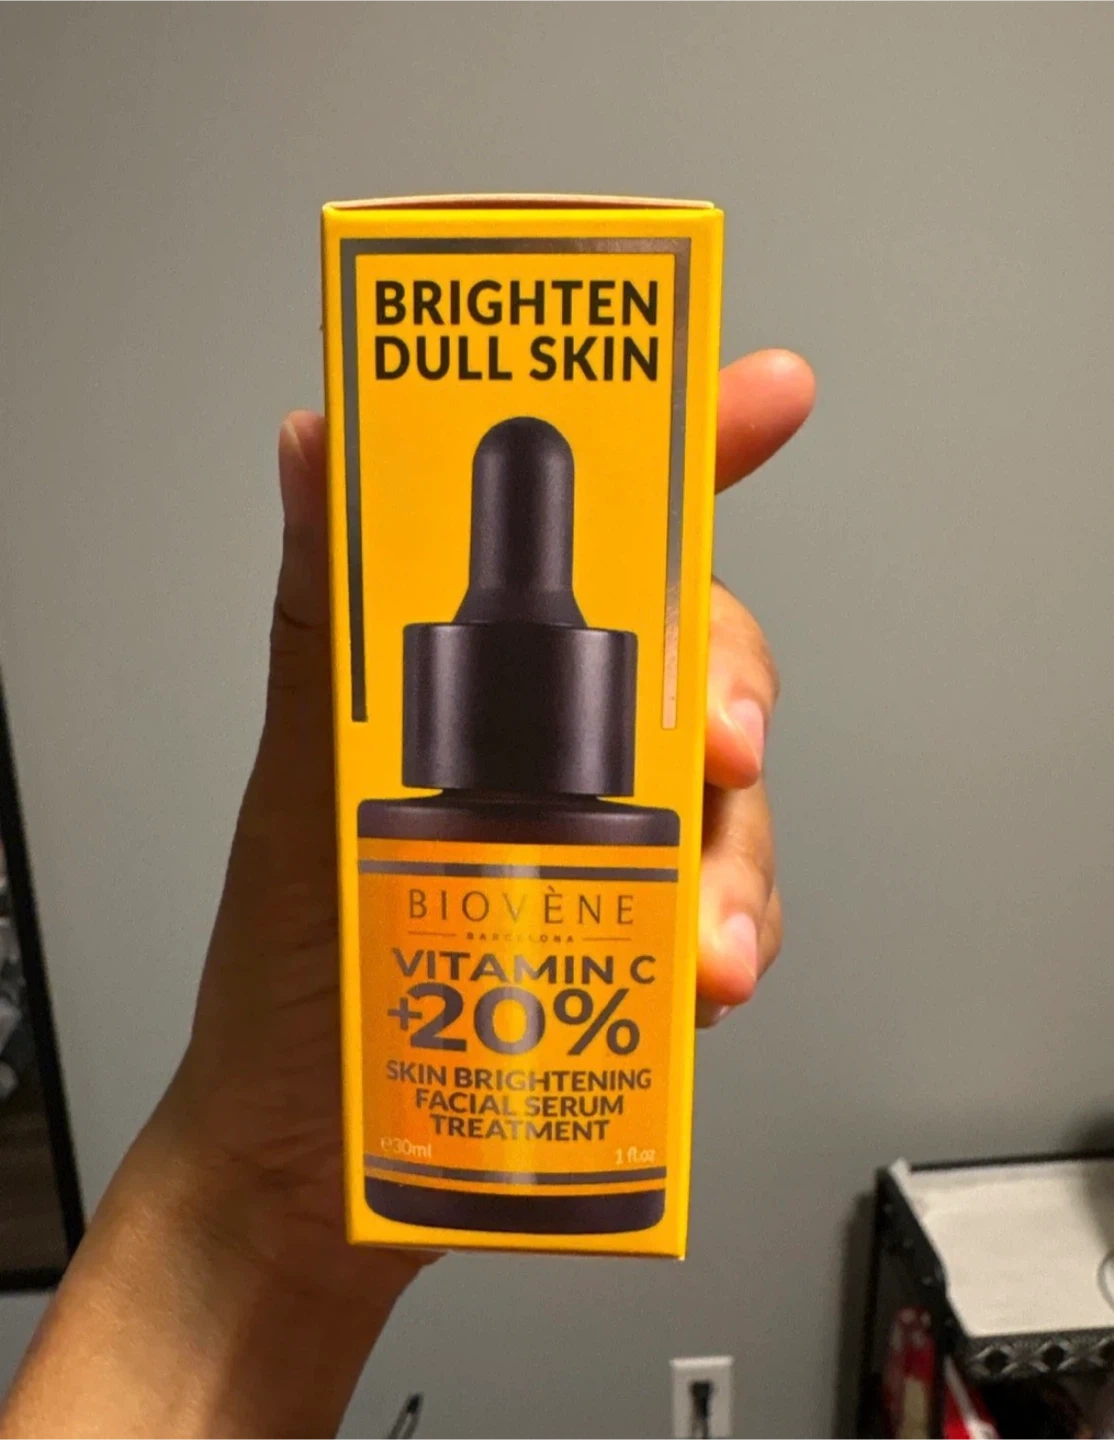 BRIGHTEN
DULL SKIN
BIOVÈNE
BARCELONA
VITAMIN C
+20%
SKIN BRIGHTENING
FACIAL SERUM
TREATMENT
℮30ml 1 fl.oz